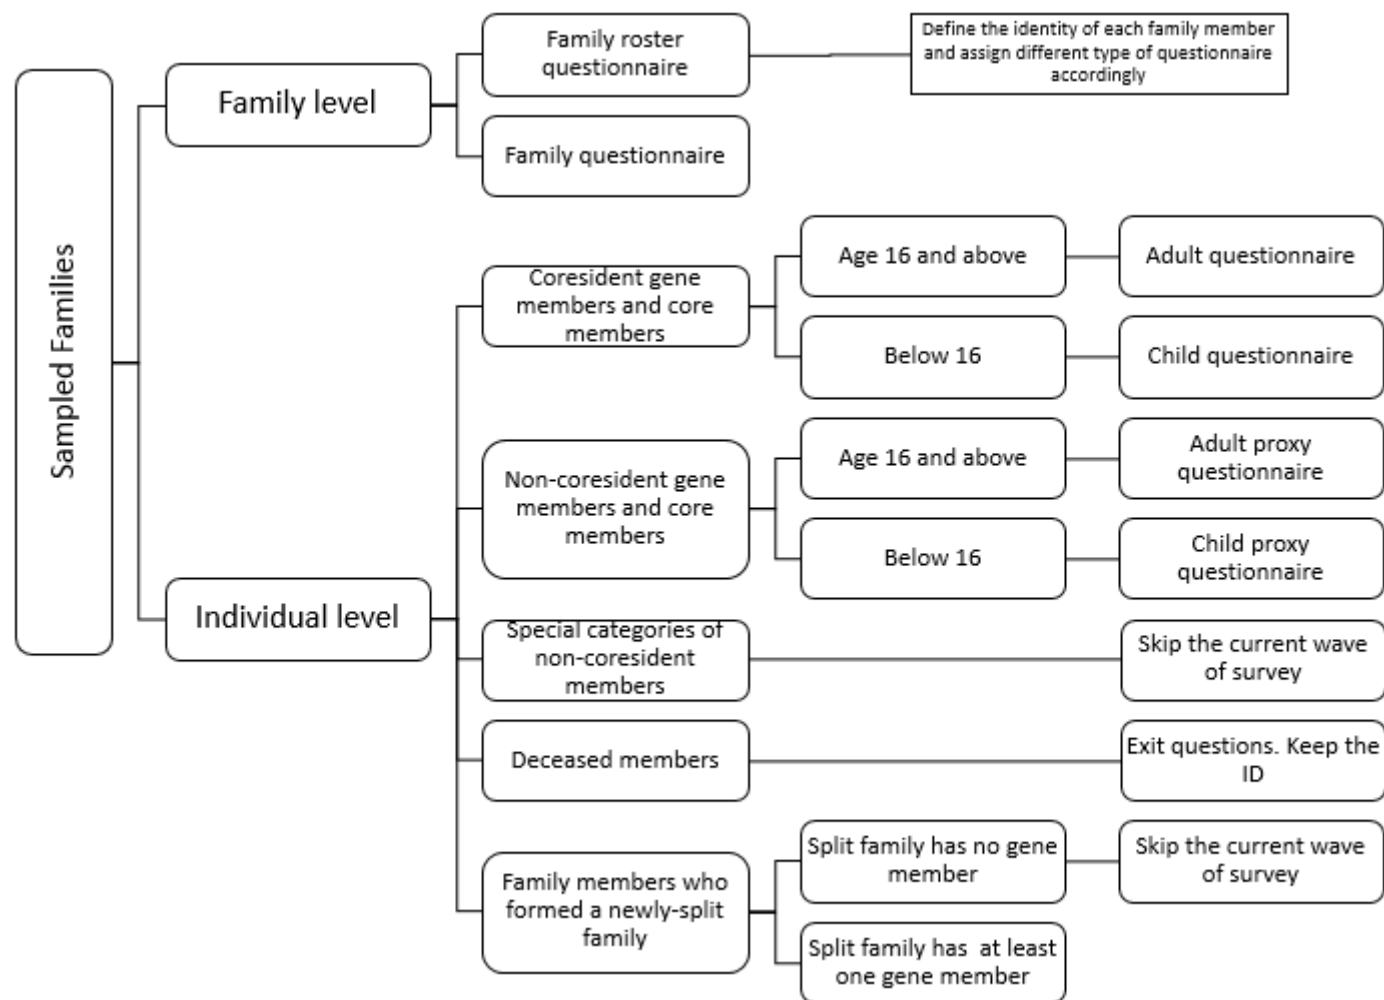 Sampled Families
Family level
Family roster
questionnaire
Define the identity of each family member
and assign different type of questionnaire
accordingly
Family questionnaire
Individual level
Coresident gene
members and core
members
Age 16 and above
Adult questionnaire
Below 16
Child questionnaire
Non-coresident gene
members and core
members
Age 16 and above
Adult proxy
questionnaire
Below 16
Child proxy
questionnaire
Special categories of
non-coresident
members
Skip the current wave
of survey
Deceased members
Exit questions. Keep the
ID
Family members who
formed a newly-split
family
Split family has no gene
member
Skip the current wave
of survey
Split family has  at least
one gene member